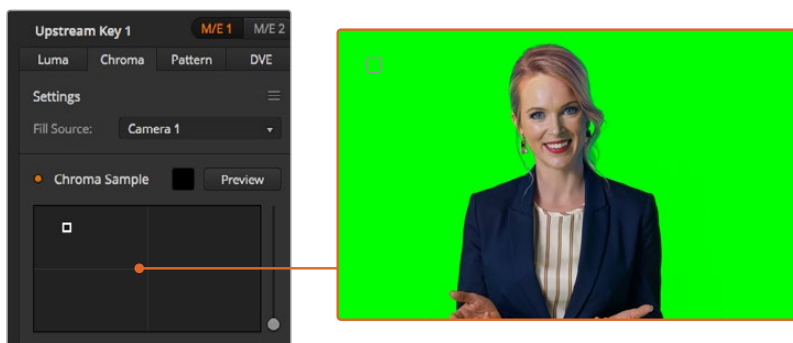 Upstream Key 1 M/E 1 M/E 2
Luma Chroma Pattern DVE
Settings
Fill Source: Camera 1
Chroma Sample Preview